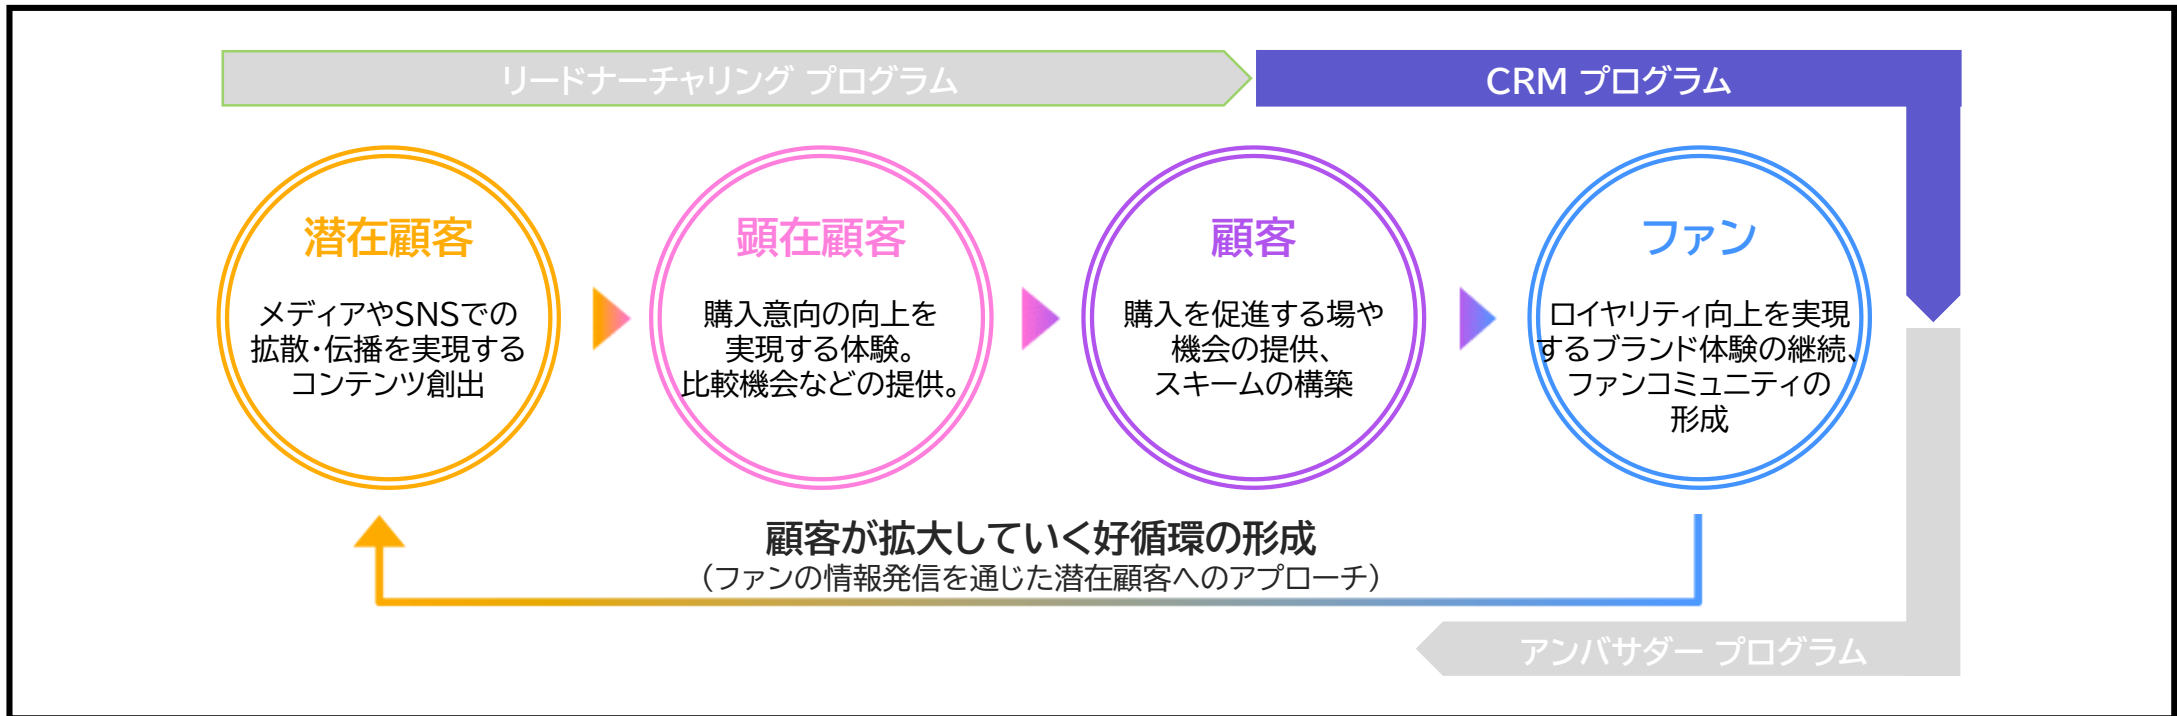 リードナーチャリング プログラム
CRM プログラム
潜在顧客
メディアやSNSでの
拡散・伝播を実現する
コンテンツ創出
顕在顧客
購入意向の向上を
実現する体験。
比較機会などの提供。
顧客
購入を促進する場や
機会の提供、
スキームの構築
ファン
ロイヤリティ向上を実現
するブランド体験の継続、
ファンコミュニティの
形成
顧客が拡大していく好循環の形成
（ファンの情報発信を通じた潜在顧客へのアプローチ）
アンバサダー プログラム